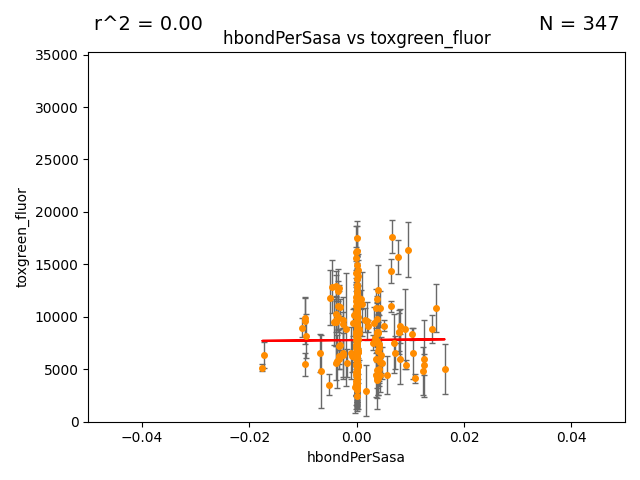 r^2 = 0.00
N = 347
hbondPerSasa vs toxgreen_fluor
35000
30000
25000
20000
15000
10000
5000
0
toxgreen_fluor
−0.04
−0.02
0.00
0.02
0.04
hbondPerSasa